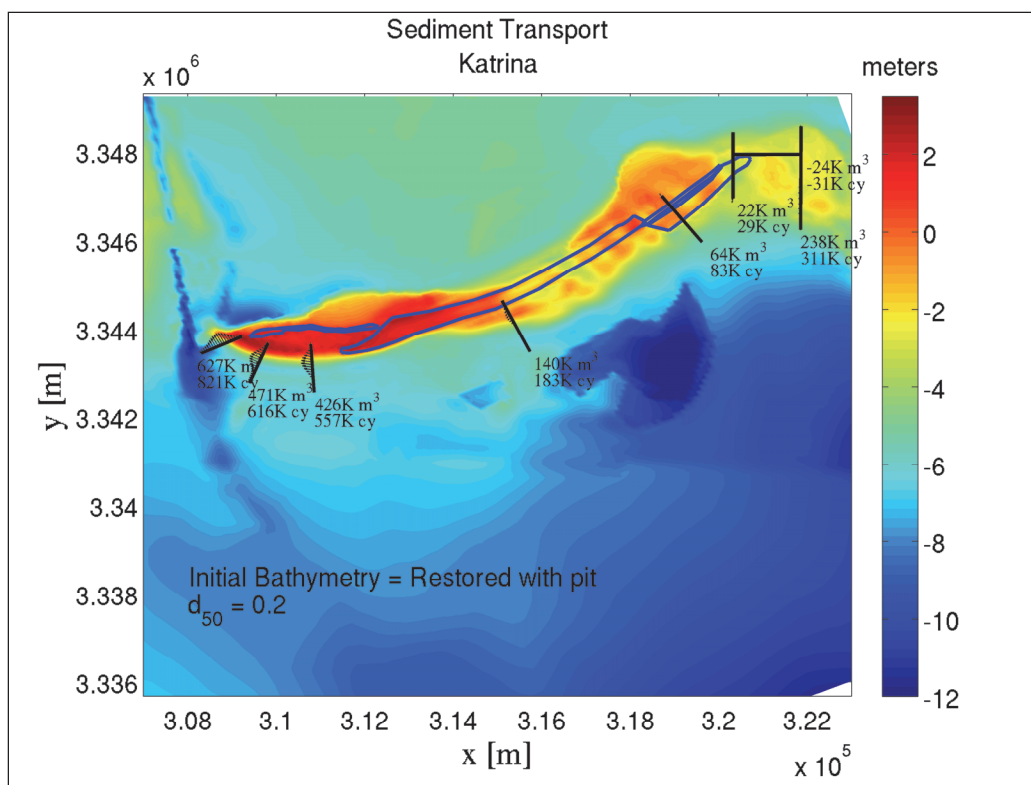 Sediment Transport
Katrina
x 10^6
meters
3.348
3.346
3.344
3.342
3.34
3.338
3.336
y [m]
2
0
-2
-4
-6
-8
-10
-12
-24K m^3
-31K cy
22K m^3
29K cy
238K m^3
311K cy
64K m^3
83K cy
140K m^3
183K cy
627K m
821K cy
471K m^3
616K cy
426K m^3
557K cy
Initial Bathymetry = Restored with pit
d_50 = 0.2
3.08
3.1
3.12
3.14
3.16
3.18
3.2
3.22
x [m]
x 10^5